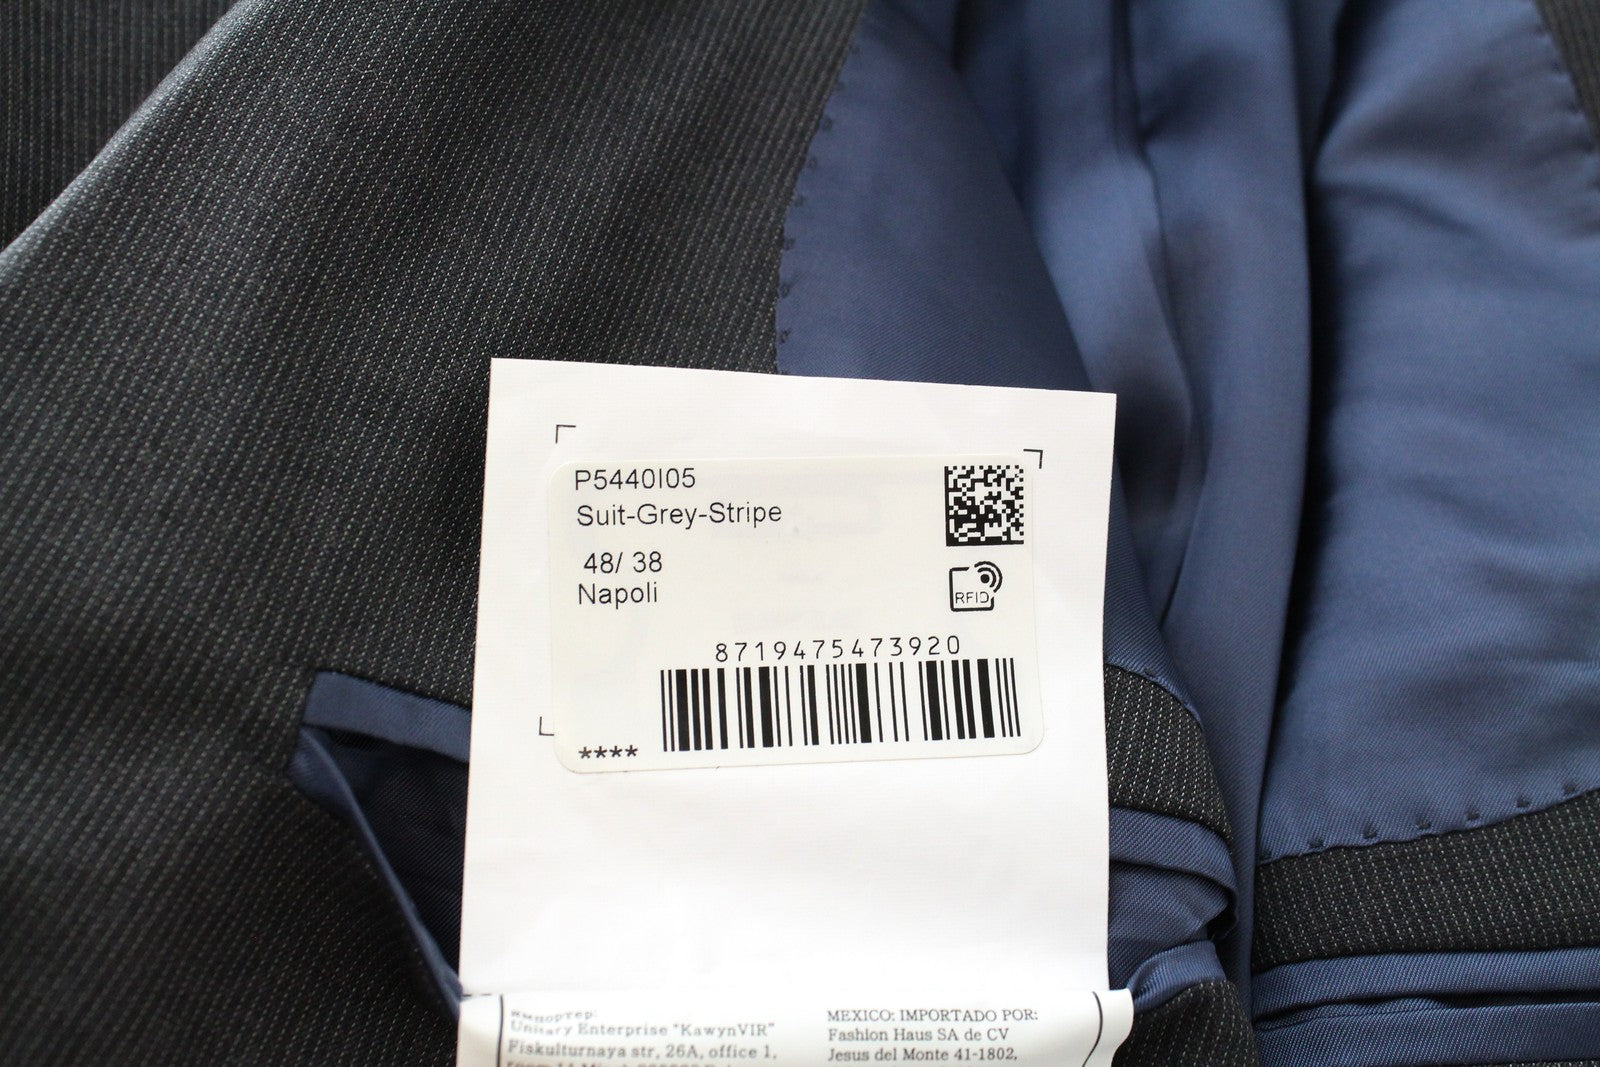 P5440I05
Suit-Grey-Stripe
48/ 38
Napoli
RFID
8719475473920
****
Импортер:
Unitary Enterprise "KawynVIR"
Fiskulturnaya str, 26A, office 1,
MEXICO: IMPORTADO POR:
Fashion Haus SA de CV
Jesus del Monte 41-1802,